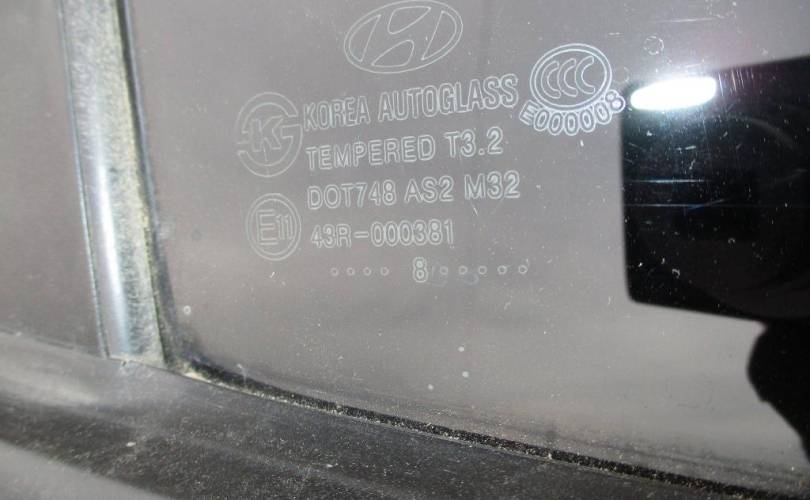 CCC
E000008
KOREA AUTOGLASS
TEMPERED T3.2
DOT748 AS2 M32
E11
43R-000381
.... 8 ......